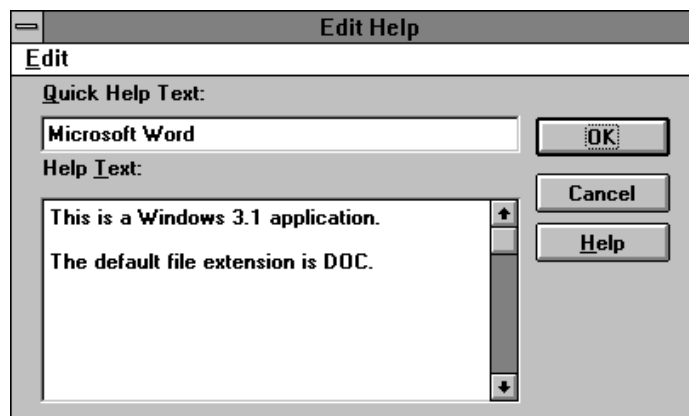 Edit Help
Edit
Quick Help Text:
Microsoft Word
OK
Help Text:
Cancel
This is a Windows 3.1 application.
Help
The default file extension is DOC.